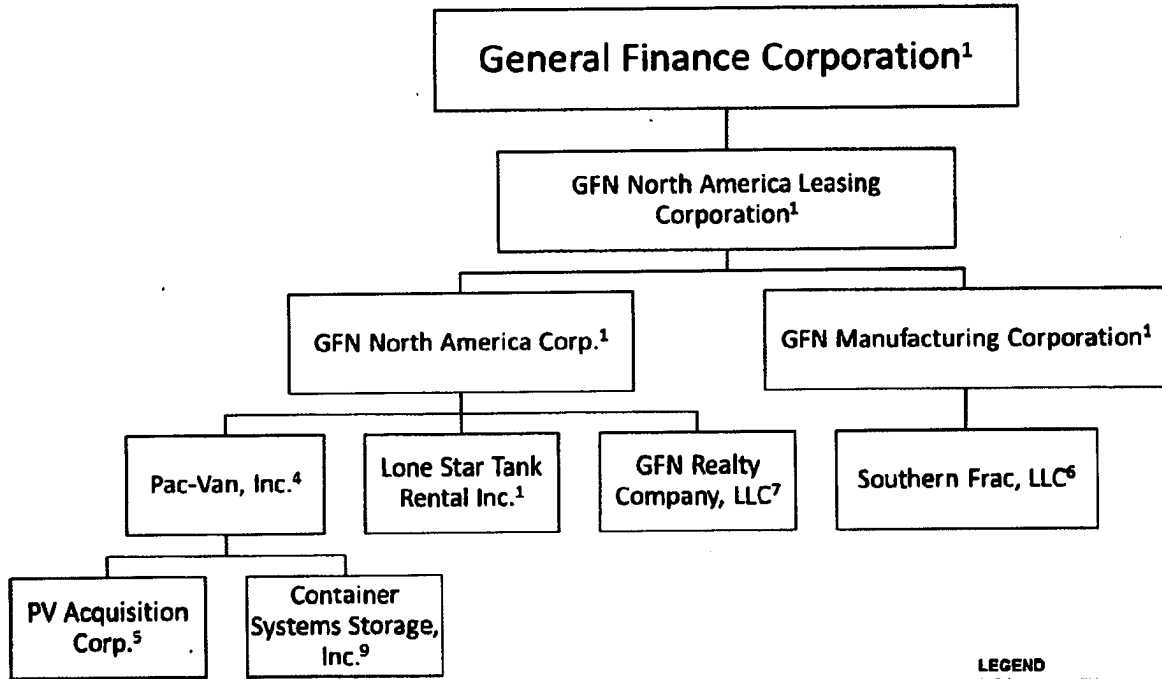 General Finance Corporation¹
GFN North America Leasing
Corporation¹
GFN North America Corp.¹
GFN Manufacturing Corporation¹
Pac-Van, Inc.⁴
Lone Star Tank
Rental Inc.¹
GFN Realty
Company, LLC⁷
Southern Frac, LLC⁶
PV Acquisition
Corp.⁵
Container
Systems Storage,
Inc.⁹
LEGEND